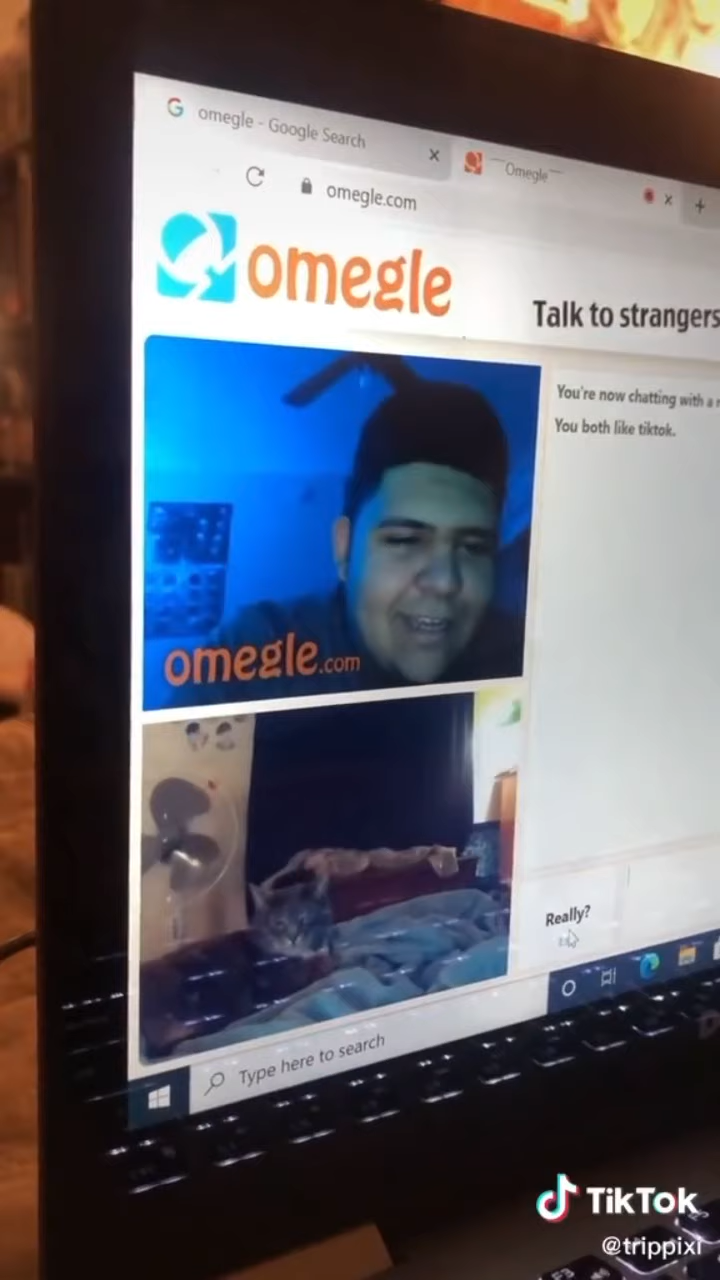 omegle - Google Search
Omegle
omegle.com
omegle
Talk to strangers
You're now chatting with a
You both like tiktok.
omegle.com
Really?
Type here to search
TikTok
@trippixi